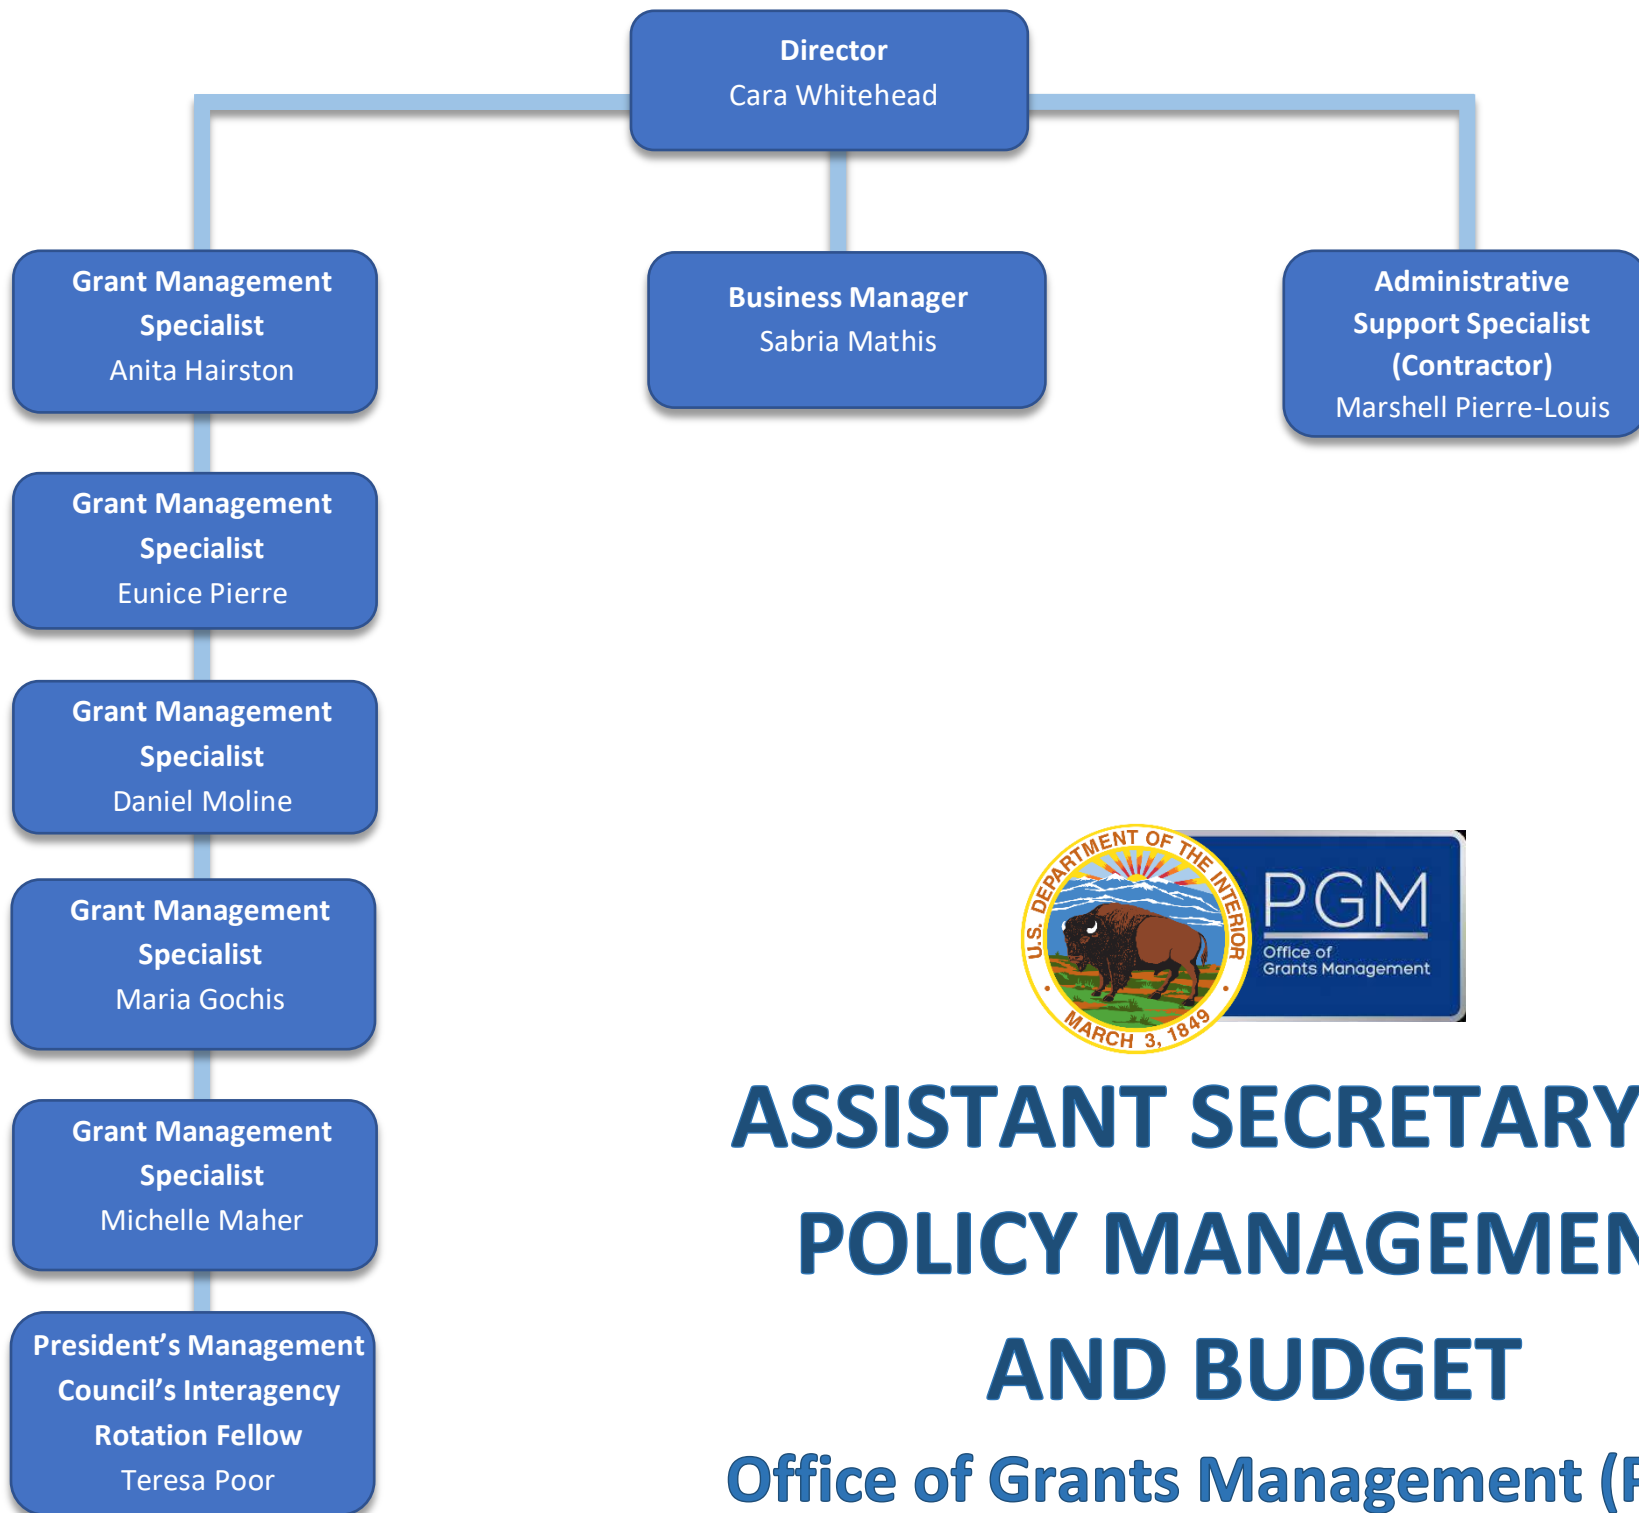 Director
Cara Whitehead
Grant Management
Specialist
Anita Hairston
Business Manager
Sabria Mathis
Administrative
Support Specialist
(Contractor)
Marshell Pierre-Louis
Grant Management
Specialist
Eunice Pierre
Grant Management
Specialist
Daniel Moline
Grant Management
Specialist
Maria Gochis
Grant Management
Specialist
Michelle Maher
President’s Management
Council’s Interagency
Rotation Fellow
Teresa Poor
U.S. DEPARTMENT OF THE INTERIOR
MARCH 3, 1849
PGM
Office of
Grants Management
ASSISTANT SECRETARY
POLICY MANAGEMEN
AND BUDGET
Office of Grants Management (P